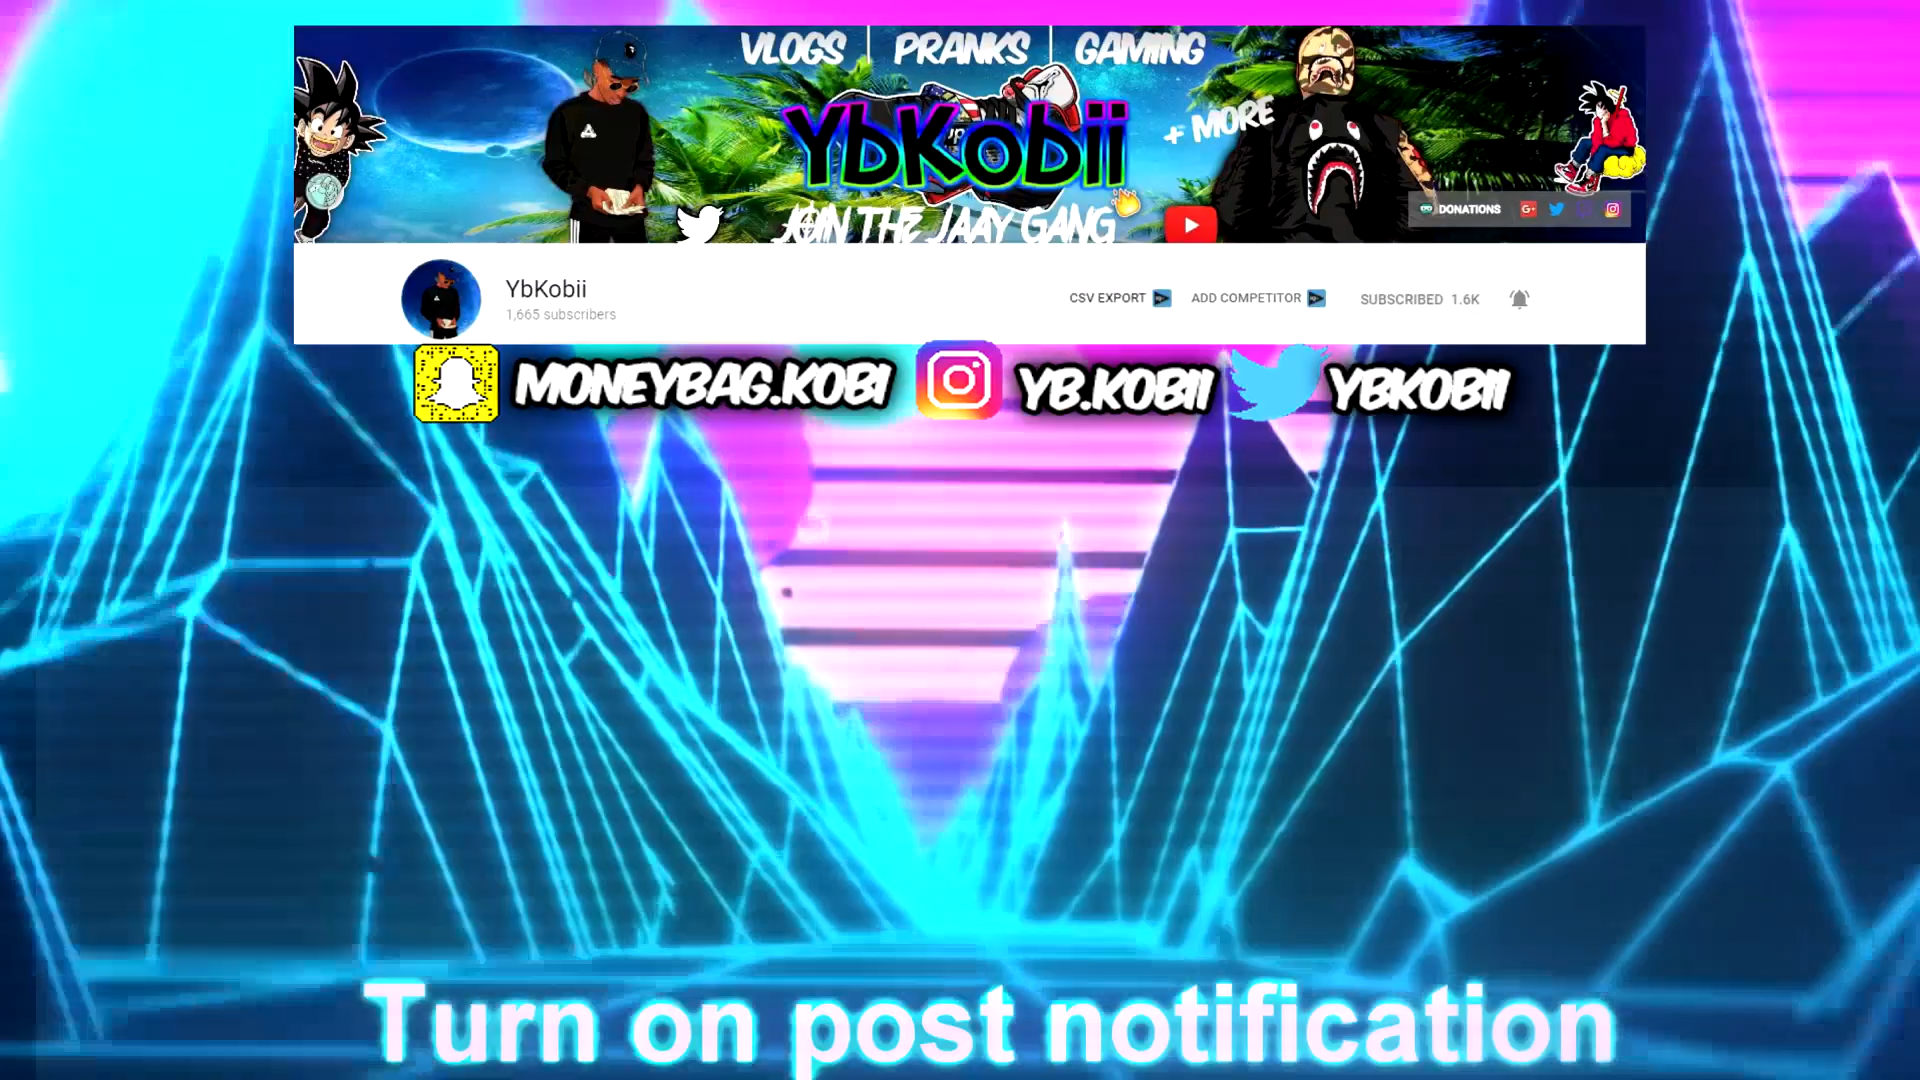 VLOGS | PRANKS | GAMING
+ MORE
YbKobii
JOIN THE JAAY GANG
DONATIONS
YbKobii
1,665 subscribers
CSV EXPORT
ADD COMPETITOR
SUBSCRIBED 1.6K
MONEYBAG.KOBI
YB.KOBII
YBKOBII
Turn on post notification